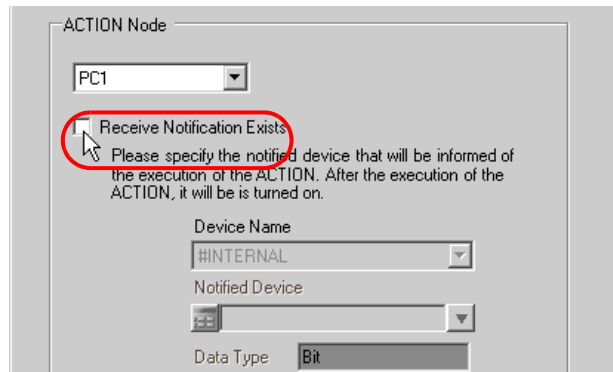 ACTION Node
PC1
Receive Notification Exists
Please specify the notified device that will be informed of
the execution of the ACTION. After the execution of the
ACTION, it will be is turned on.
Device Name
#INTERNAL
Notified Device
Data Type Bit